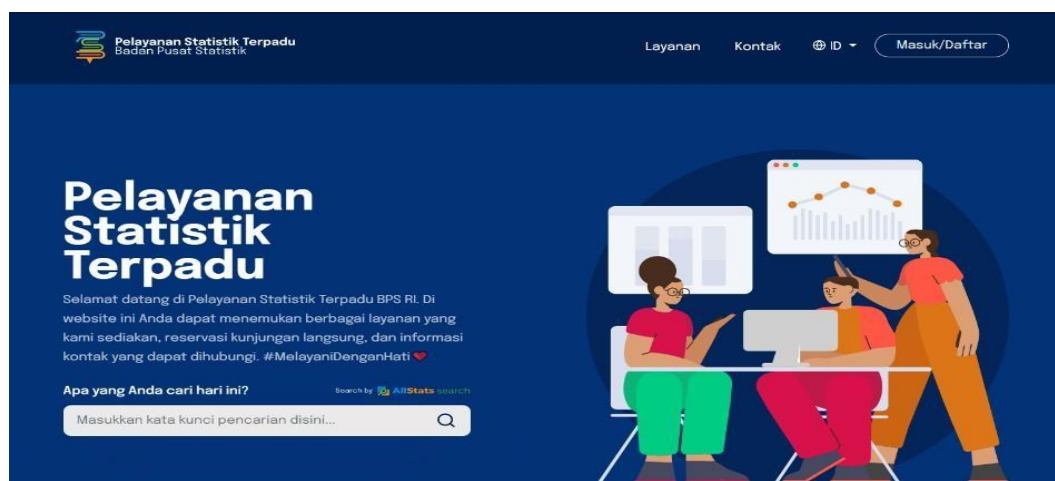 Pelayanan Statistik Terpadu
Badan Pusat Statistik
Layanan
Kontak
ID
Masuk/Daftar
Pelayanan
Statistik
Terpadu
Selamat datang di Pelayanan Statistik Terpadu BPS RI. Di
website ini Anda dapat menemukan berbagai layanan yang
kami sediakan, reservasi kunjungan langsung, dan informasi
kontak yang dapat dihubungi. #MelayaniDenganHati
Apa yang Anda cari hari ini?
Search by AllStats search
Masukkan kata kunci pencarian disini...